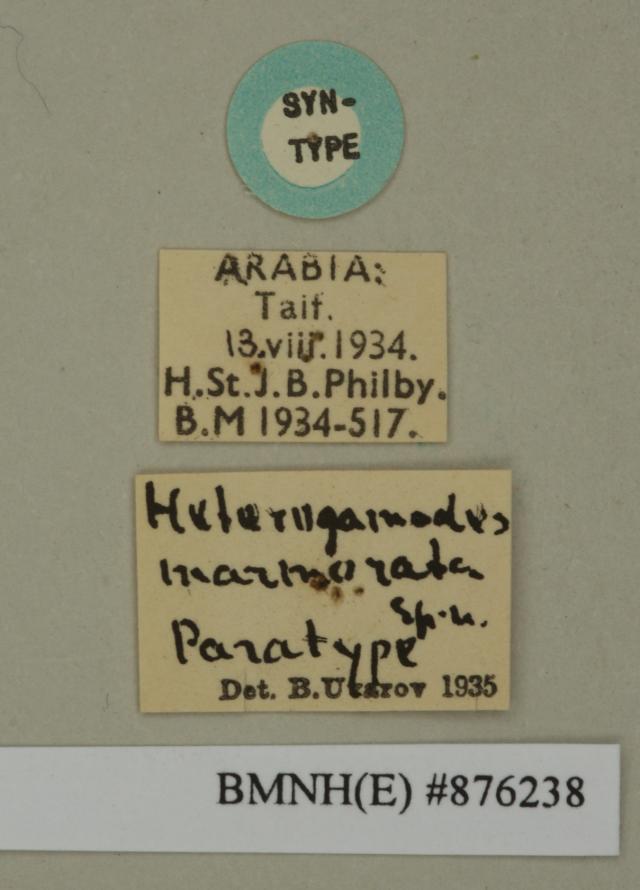 SYN-
TYPE
ARABIA:
Taif.
13.viii.1934.
H.St.J.B.Philby.
B.M 1934-517.
Heterogamodes
marmorata
sp.n.
Paratype
Det. B.Uvarov 1935
BMNH(E) #876238